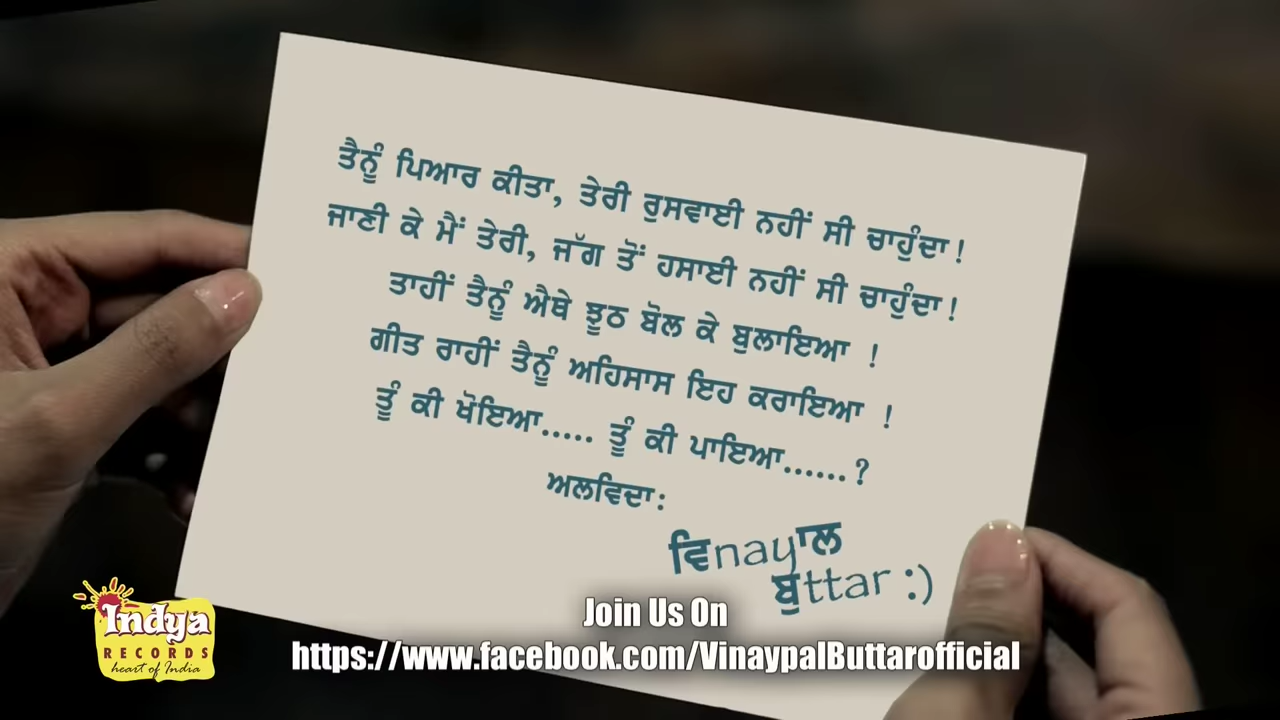 ਤੈਨੂੰ ਪਿਆਰ ਕੀਤਾ, ਤੇਰੀ ਰੁਸਵਾਈ ਨਹੀਂ ਸੀ ਚਾਹੁੰਦਾ!
ਜਾਣੀ ਕੇ ਮੈਂ ਤੇਰੀ, ਜੱਗ ਤੋਂ ਹਸਾਈ ਨਹੀਂ ਸੀ ਚਾਹੁੰਦਾ!
ਤਾਹੀਂ ਤੈਨੂੰ ਐਥੇ ਝੂਠ ਬੋਲ ਕੇ ਬੁਲਾਇਆ !
ਗੀਤ ਰਾਹੀਂ ਤੈਨੂੰ ਅਹਿਸਾਸ ਇਹ ਕਰਾਇਆ !
ਤੂੰ ਕੀ ਖੋਇਆ..... ਤੂੰ ਕੀ ਪਾਇਆ......?
ਅਲਵਿਦਾ:
ਵਿnayਾਲ
ਬੁttar :)
Join Us On
https://www.facebook.com/VinaypalButtarofficial
Indya
RECORDS
heart of India